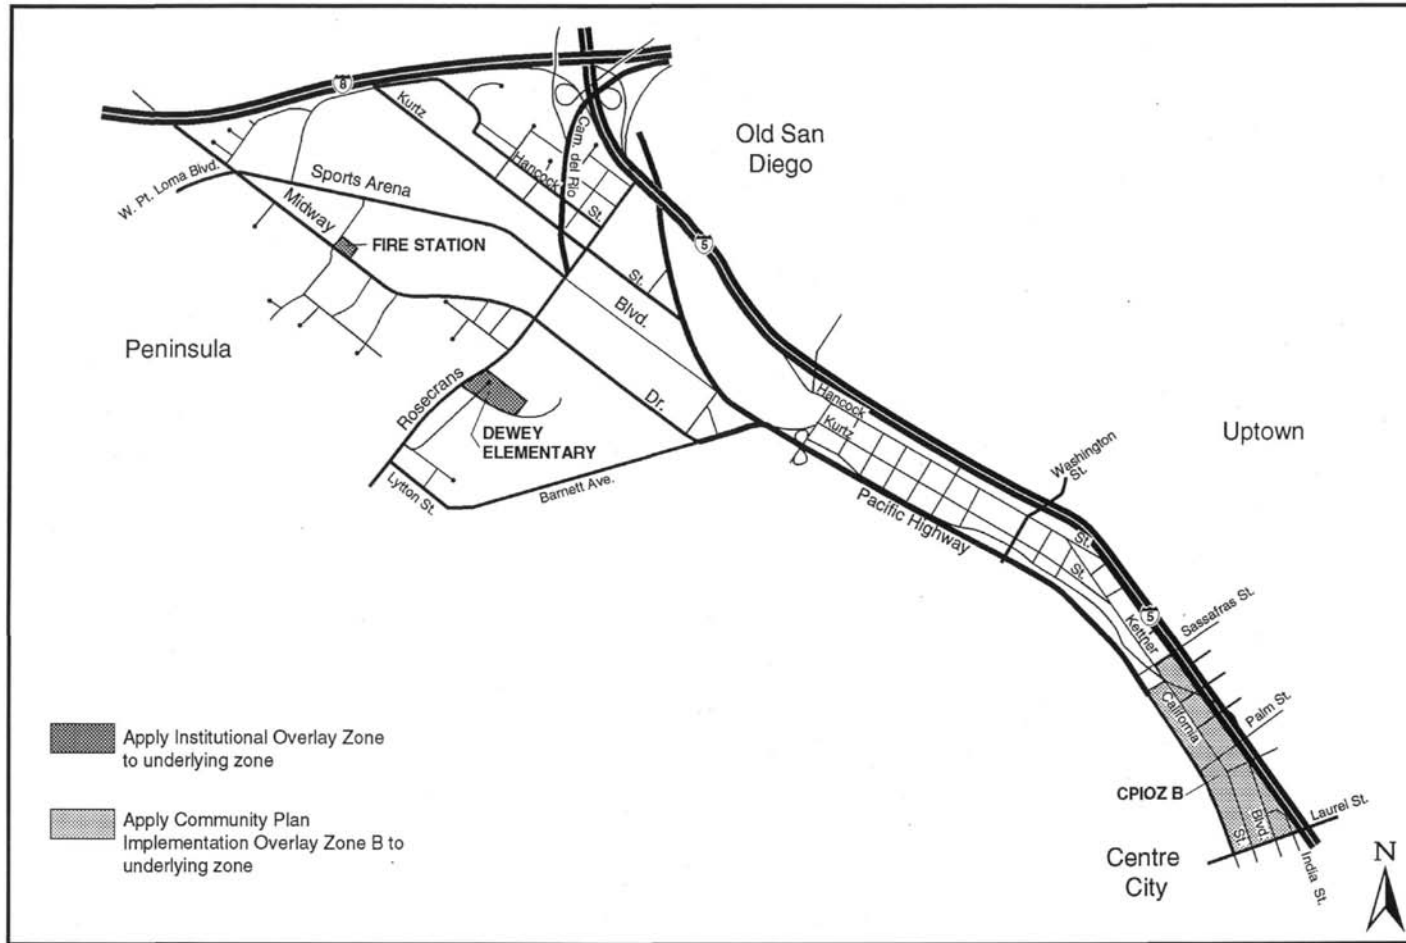 8
Kurtz
Old San
Diego
Cam. del Rio
Hancock
W. Pt. Loma Blvd.
Sports Arena
St.
Midway
FIRE STATION
5
St.
Blvd.
Peninsula
Rosecrans
Dr.
Hancock
Kurtz
DEWEY
ELEMENTARY
Uptown
Washington
St.
Lytton St.
Barnett Ave.
Pacific Highway
St.
St.
5
Sassafras St.
Kettner
California
Palm St.
Apply Institutional Overlay Zone
to underlying zone
CPIOZ B
Laurel St.
Apply Community Plan
Implementation Overlay Zone B to
underlying zone
St.
Blvd.
India St.
Centre
City
N